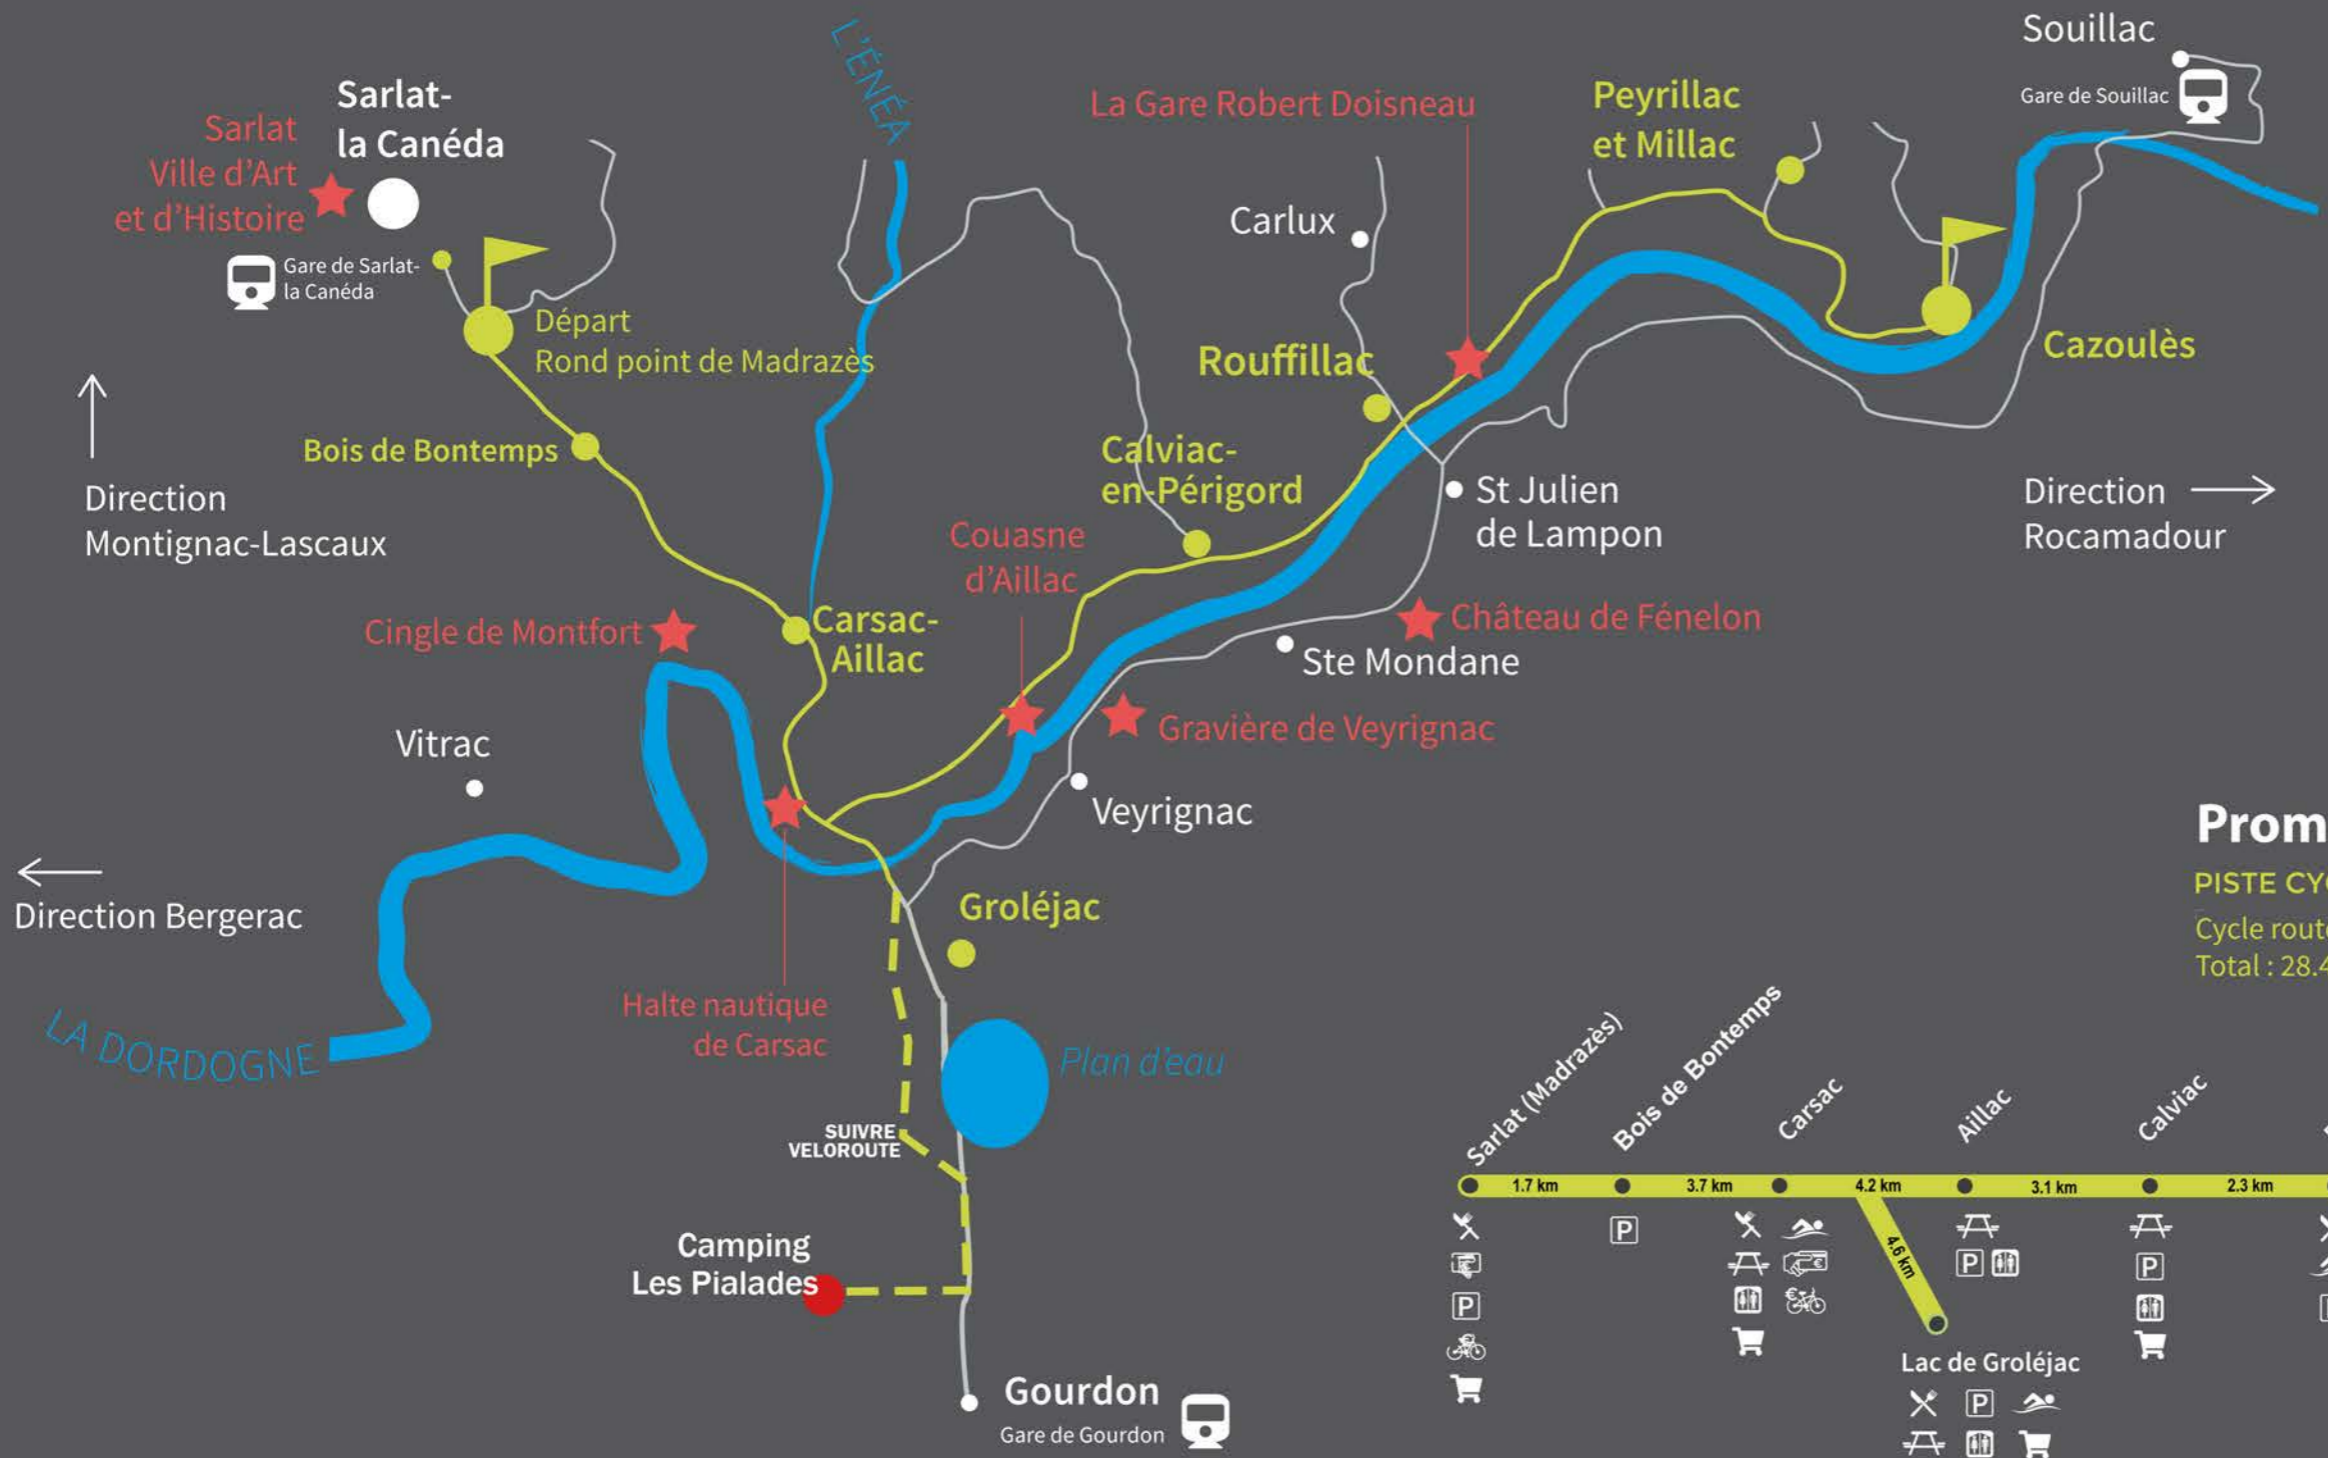 Souillac
Gare de Souillac
L'ÉNÉA
Sarlat-
la Canéda
Sarlat
Ville d'Art
et d'Histoire
Gare de Sarlat-
la Canéda
La Gare Robert Doisneau
Peyrillac
et Millac
Carlux
Départ
Rond point de Madrazès
Rouffillac
Cazoulès
Bois de Bontemps
Calviac-
en-Périgord
Direction
Montignac-Lascaux
St Julien
de Lampon
Direction
Rocamadour
Couasne
d'Aillac
Cingle de Montfort
Carsac-
Aillac
Château de Fénelon
Ste Mondane
Gravière de Veyrignac
Vitrac
Veyrignac
Direction Bergerac
Groléjac
Halte nautique
de Carsac
LA DORDOGNE
Plan d'eau
SUIVRE
VELOROUTE
Camping
Les Pialades
Gourdon
Gare de Gourdon
Prom
PISTE CY
Cycle rout
Total : 28.4
Sarlat (Madrazès)
Bois de Bontemps
Carsac
Aillac
Calviac
1.7 km
3.7 km
4.2 km
3.1 km
2.3 km
4.6 km
P
P
P
P
Lac de Groléjac
P